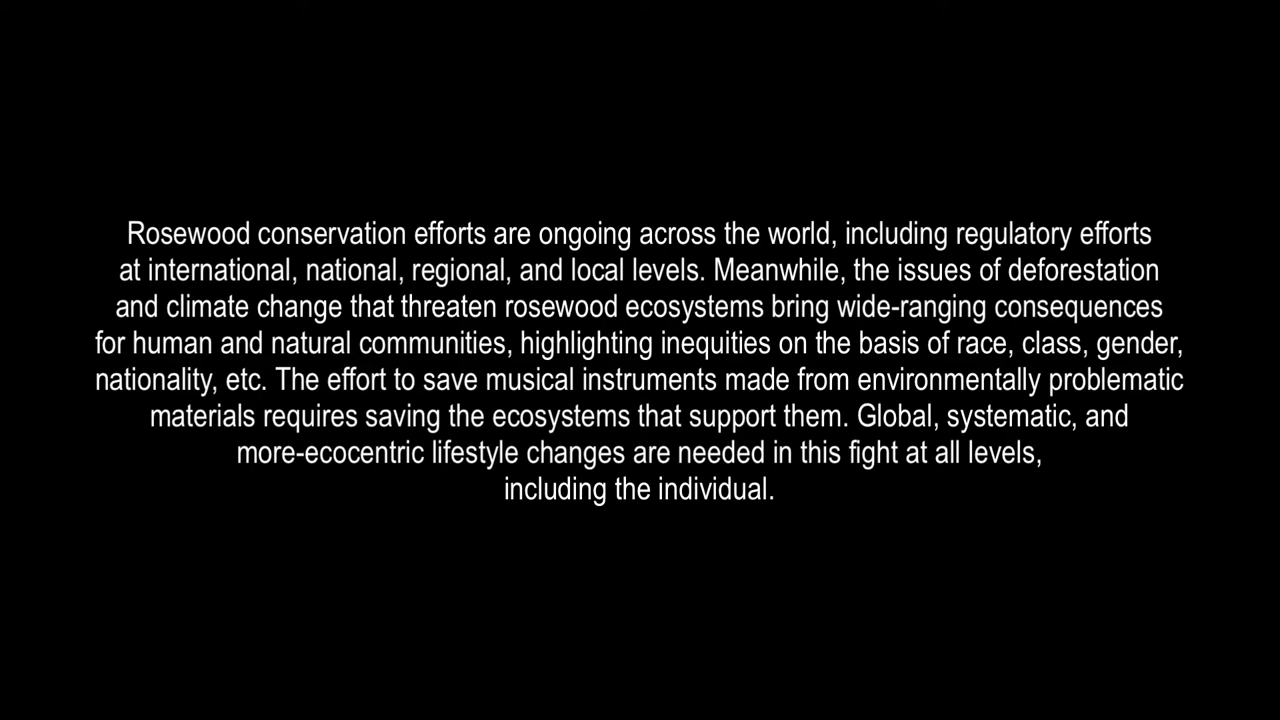 Rosewood conservation efforts are ongoing across the world, including regulatory efforts
at international, national, regional, and local levels. Meanwhile, the issues of deforestation
and climate change that threaten rosewood ecosystems bring wide-ranging consequences
for human and natural communities, highlighting inequities on the basis of race, class, gender,
nationality, etc. The effort to save musical instruments made from environmentally problematic
materials requires saving the ecosystems that support them. Global, systematic, and
more-ecocentric lifestyle changes are needed in this fight at all levels,
including the individual.